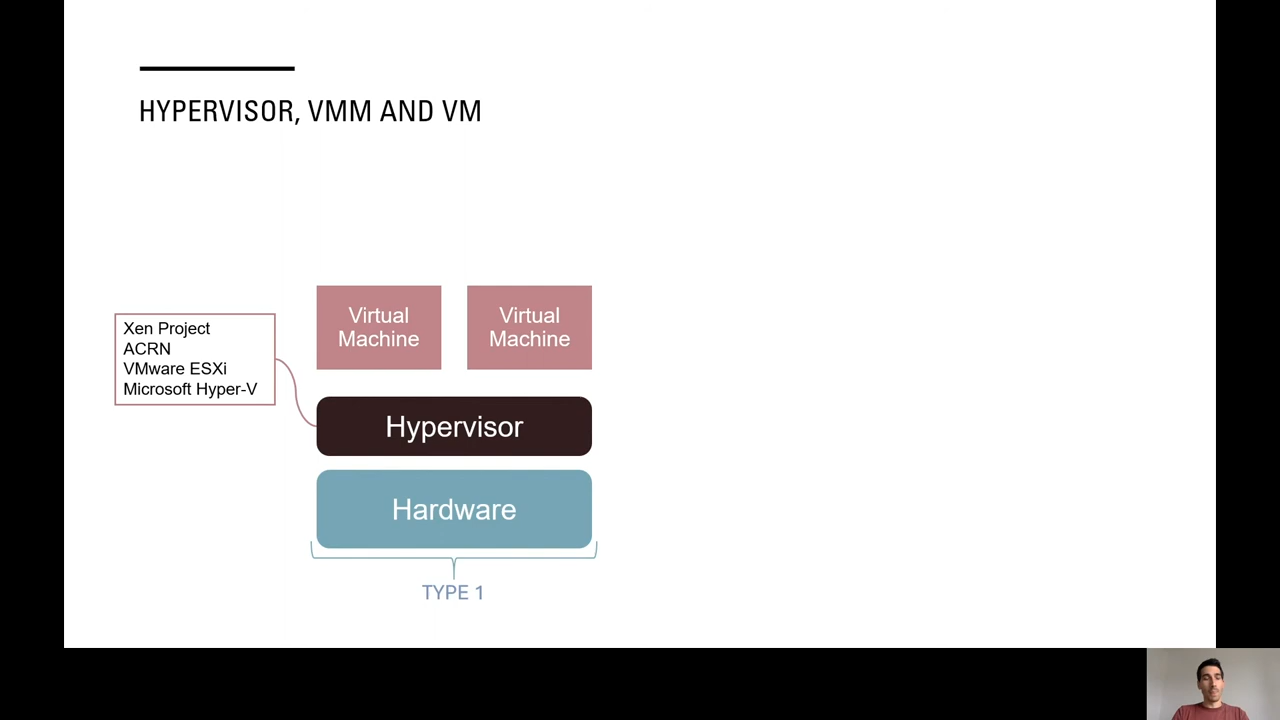 HYPERVISOR, VMM AND VM
Virtual
Machine
Virtual
Machine
Xen Project
ACRN
VMware ESXi
Microsoft Hyper-V
Hypervisor
Hardware
TYPE 1